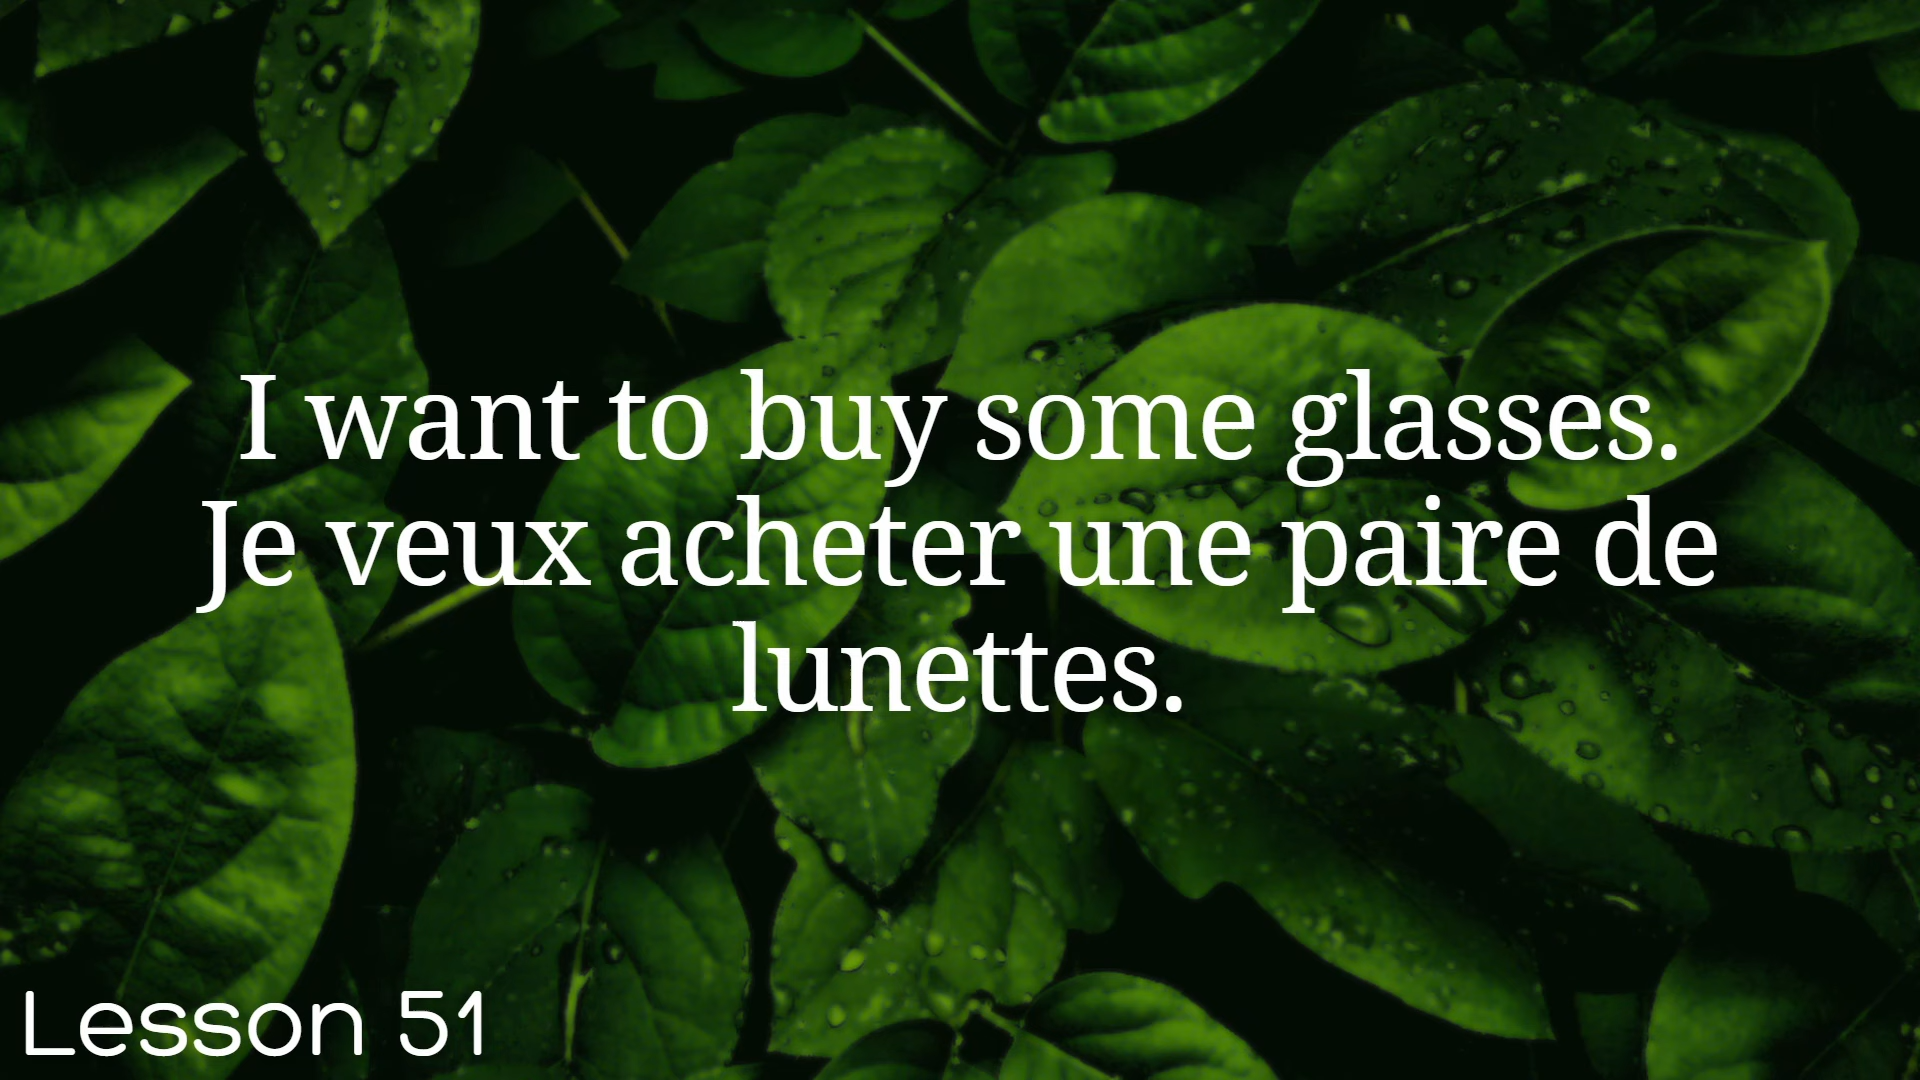 I want to buy some glasses.
Je veux acheter une paire de
lunettes.
Lesson 51